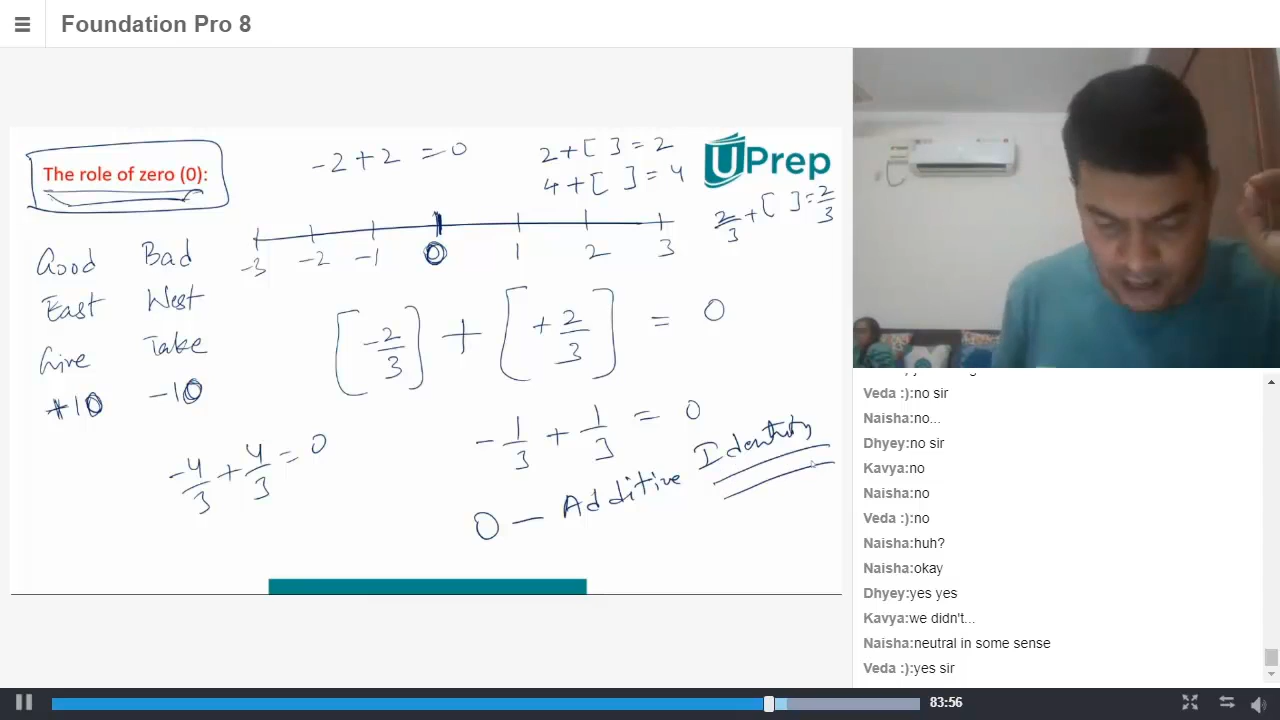 Foundation Pro 8
The role of zero (0):
-2 + 2 = 0
2 + [ ] = 2
4 + [ ] = 4
2/3 + [ ] = 2/3
UPrep
-3 -2 -1 0 1 2 3
Good Bad
East West
Give Take
+10 -10
[-2/3] + [+2/3] = 0
-4/3 + 4/3 = 0
-1/3 + 1/3 = 0
0 — Additive Identity
Veda :):no sir
Naisha:no...
Dhyey:no sir
Kavya:no
Naisha:no
Veda :):no
Naisha:huh?
Naisha:okay
Dhyey:yes yes
Kavya:we didn't...
Naisha:neutral in some sense
Veda :):yes sir
83:56